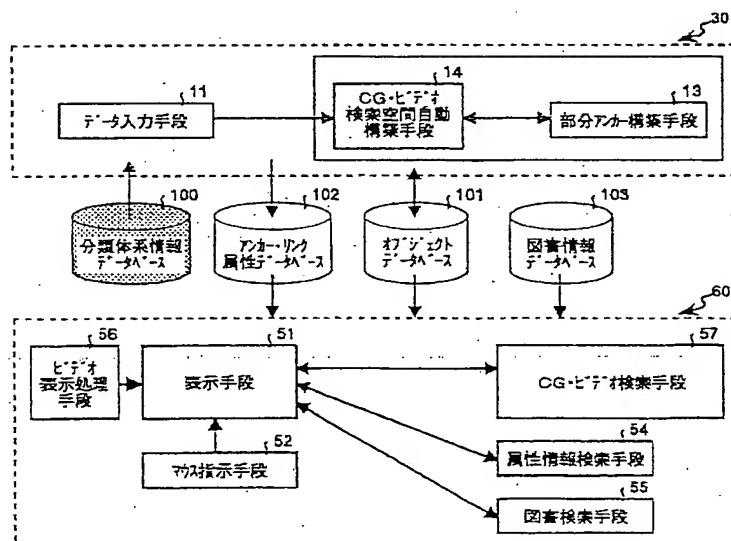 30
11
データ入力手段
14
CG・ビデオ
検索空間自動
構築手段
13
部分アンカー構築手段
100
分類体系情報
データベース
102
アンカー・リンク
属性データベース
101
オブジェクト
データベース
103
図書情報
データベース
60
56
ビデオ
表示処理
手段
51
表示手段
57
CG・ビデオ検索手段
52
マウス指示手段
54
属性情報検索手段
55
図書検索手段